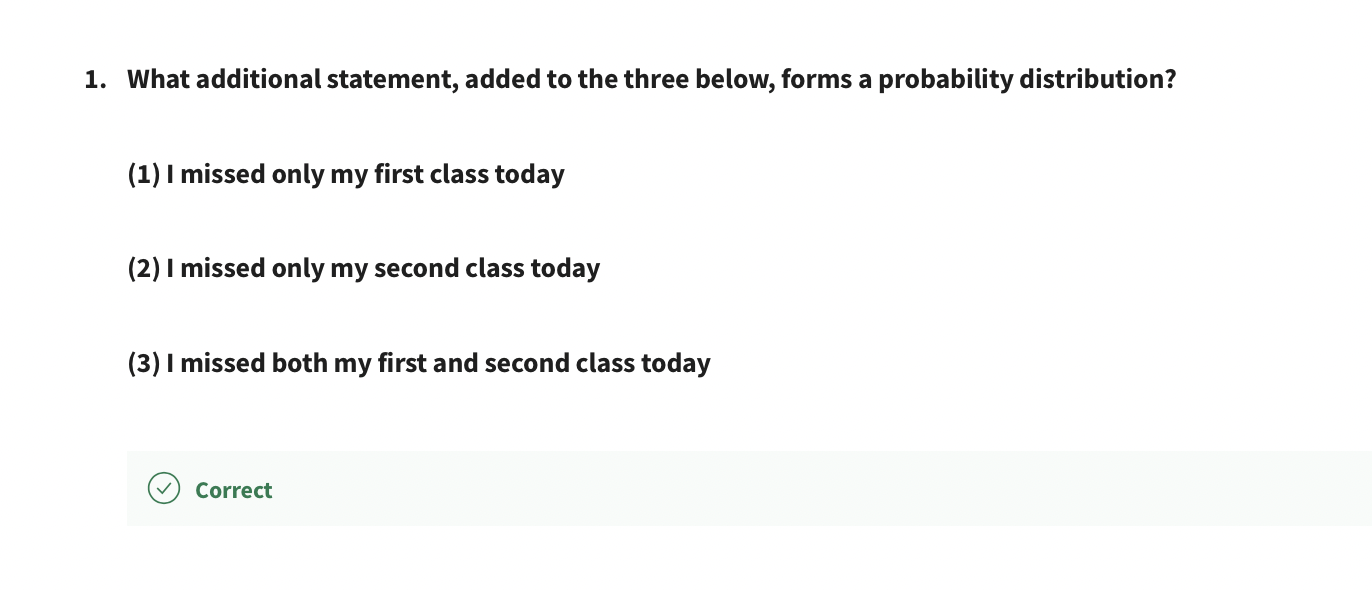 1. What additional statement, added to the three below, forms a probability distribution?
(1) I missed only my first class today
(2) I missed only my second class today
(3) I missed both my first and second class today
Correct